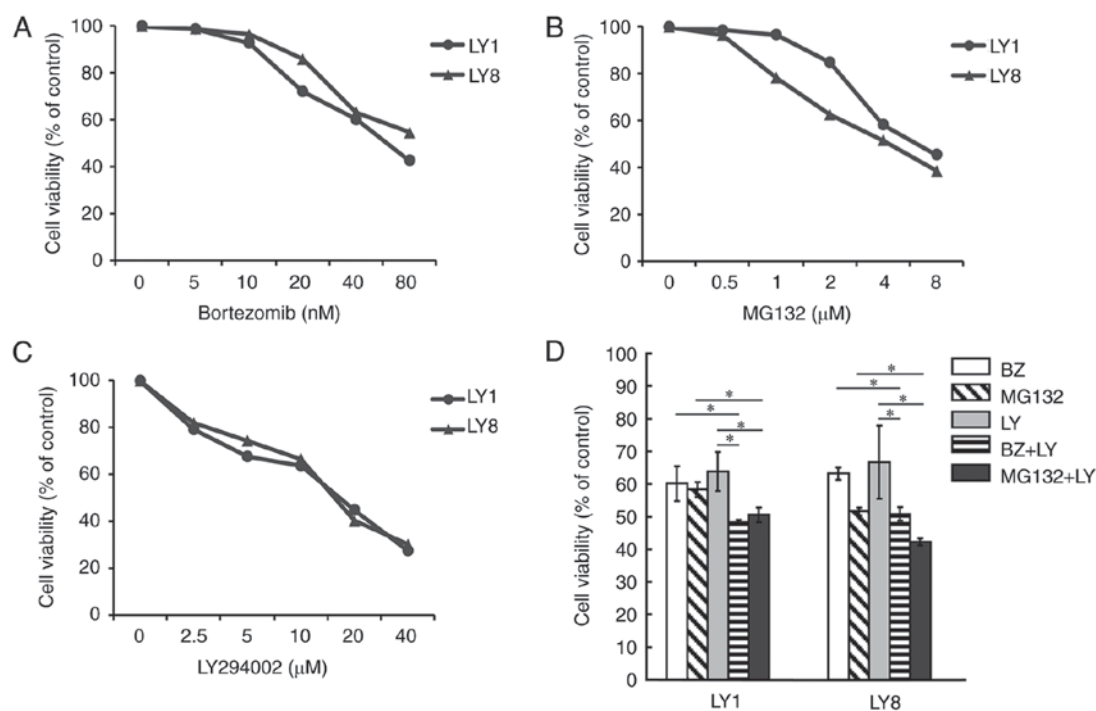 A
Cell viability (% of control)
100
80
60
40
20
0
0 5 10 20 40 80
Bortezomib (nM)
LY1
LY8
B
Cell viability (% of control)
100
80
60
40
20
0
0 0.5 1 2 4 8
MG132 (µM)
LY1
LY8
C
Cell viability (% of control)
100
80
60
40
20
0
0 2.5 5 10 20 40
LY294002 (µM)
LY1
LY8
D
Cell viability (% of control)
100
90
80
70
60
50
40
30
20
10
0
* * * *
* * * *
LY1 LY8
BZ
MG132
LY
BZ+LY
MG132+LY